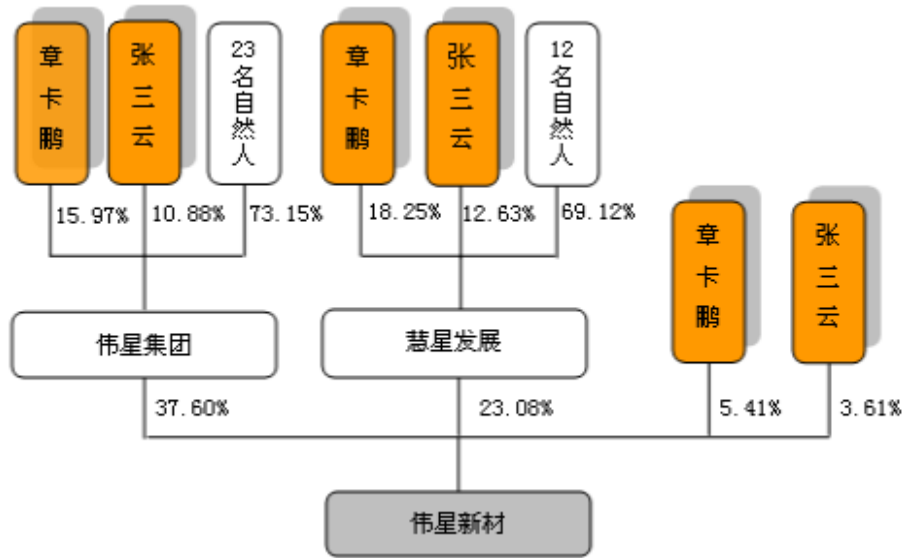 章卡鹏
张三云
23名自然人
章卡鹏
张三云
12名自然人
15.97%
10.88%
73.15%
18.25%
12.63%
69.12%
章卡鹏
张三云
伟星集团
慧星发展
37.60%
23.08%
5.41%
3.61%
伟星新材